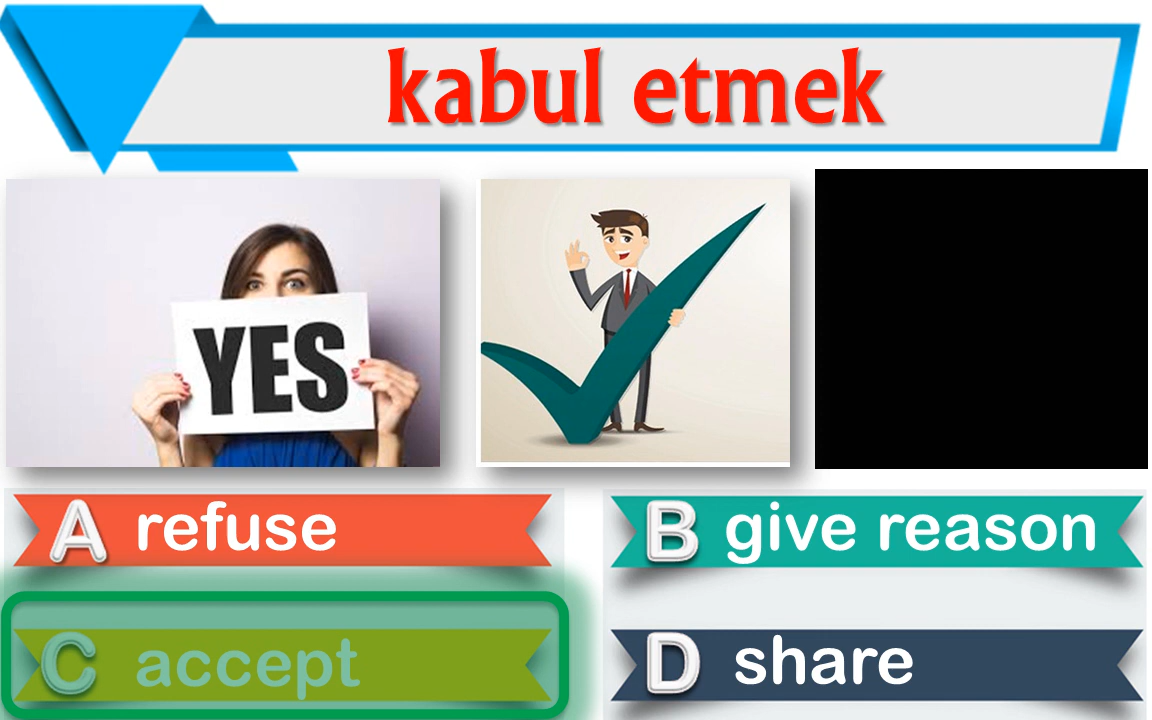 kabul etmek
YES
A refuse
B give reason
C accept
D share